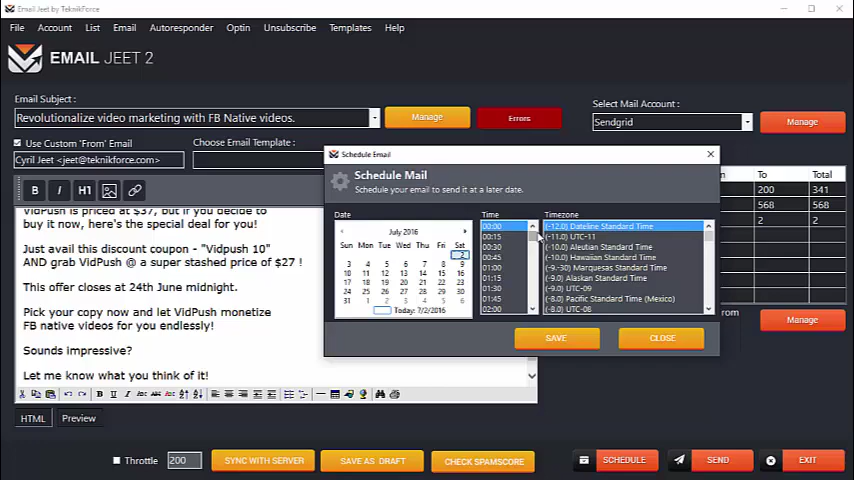 Email Jeet by TeknikForce
File Account List Email Autoresponder Optin Unsubscribe Templates Help
EMAIL JEET 2
Email Subject :
Revolutionalize video marketing with FB Native videos.
Manage
Errors
Select Mail Account :
Sendgrid
Manage
Use Custom 'From' Email
Choose Email Template :
Cyril Jeet <jeet@teknikforce.com>
B I H1
VidPush is priced at $37, but if you decide to
buy it now, here's the special deal for you!
Just avail this discount coupon - "Vidpush 10"
AND grab VidPush @ a super stashed price of $27 !
This offer closes at 24th June midnight.
Pick your copy now and let VidPush monetize
FB native videos for you endlessly!
Sounds impressive?
Let me know what you think of it!
Schedule Email
Schedule Mail
Schedule your email to send it at a later date.
Date
July 2016
Sun Mon Tue Wed Thu Fri Sat
1 2
3 4 5 6 7 8 9
10 11 12 13 14 15 16
17 18 19 20 21 22 23
24 25 26 27 28 29 30
31 1 2 3 4 5 6
Today: 7/2/2016
Time
00:00
00:15
00:30
00:45
01:00
01:15
01:30
01:45
02:00
Timezone
(-12.0) Dateline Standard Time
(-11.0) UTC-11
(-10.0) Aleutian Standard Time
(-10.0) Hawaiian Standard Time
(-9.-30) Marquesas Standard Time
(-9.0) Alaskan Standard Time
(-9.0) UTC-09
(-8.0) Pacific Standard Time (Mexico)
(-8.0) UTC-08
SAVE
CLOSE
n To Total
200 341
568 568
2 2
rom
Manage
B U I
HTML Preview
Throttle 200
SYNC WITH SERVER
SAVE AS DRAFT
CHECK SPAMSCORE
SCHEDULE
SEND
EXIT